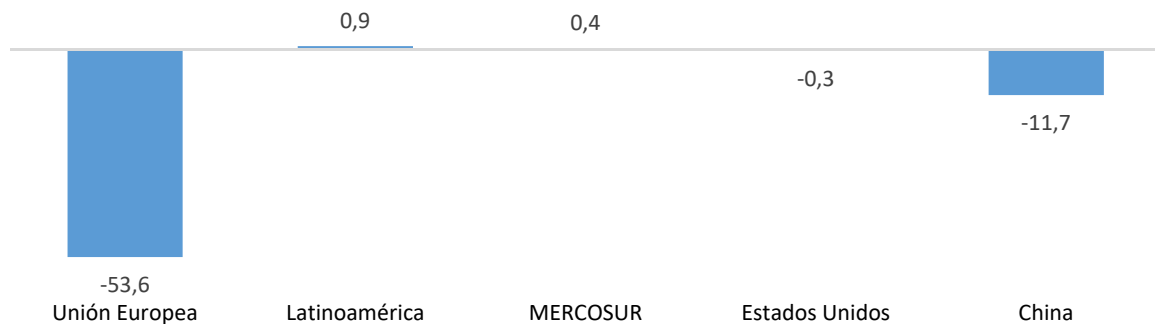 0,9
0,4
-0,3
-11,7
-53,6
Unión Europea
Latinoamérica
MERCOSUR
Estados Unidos
China